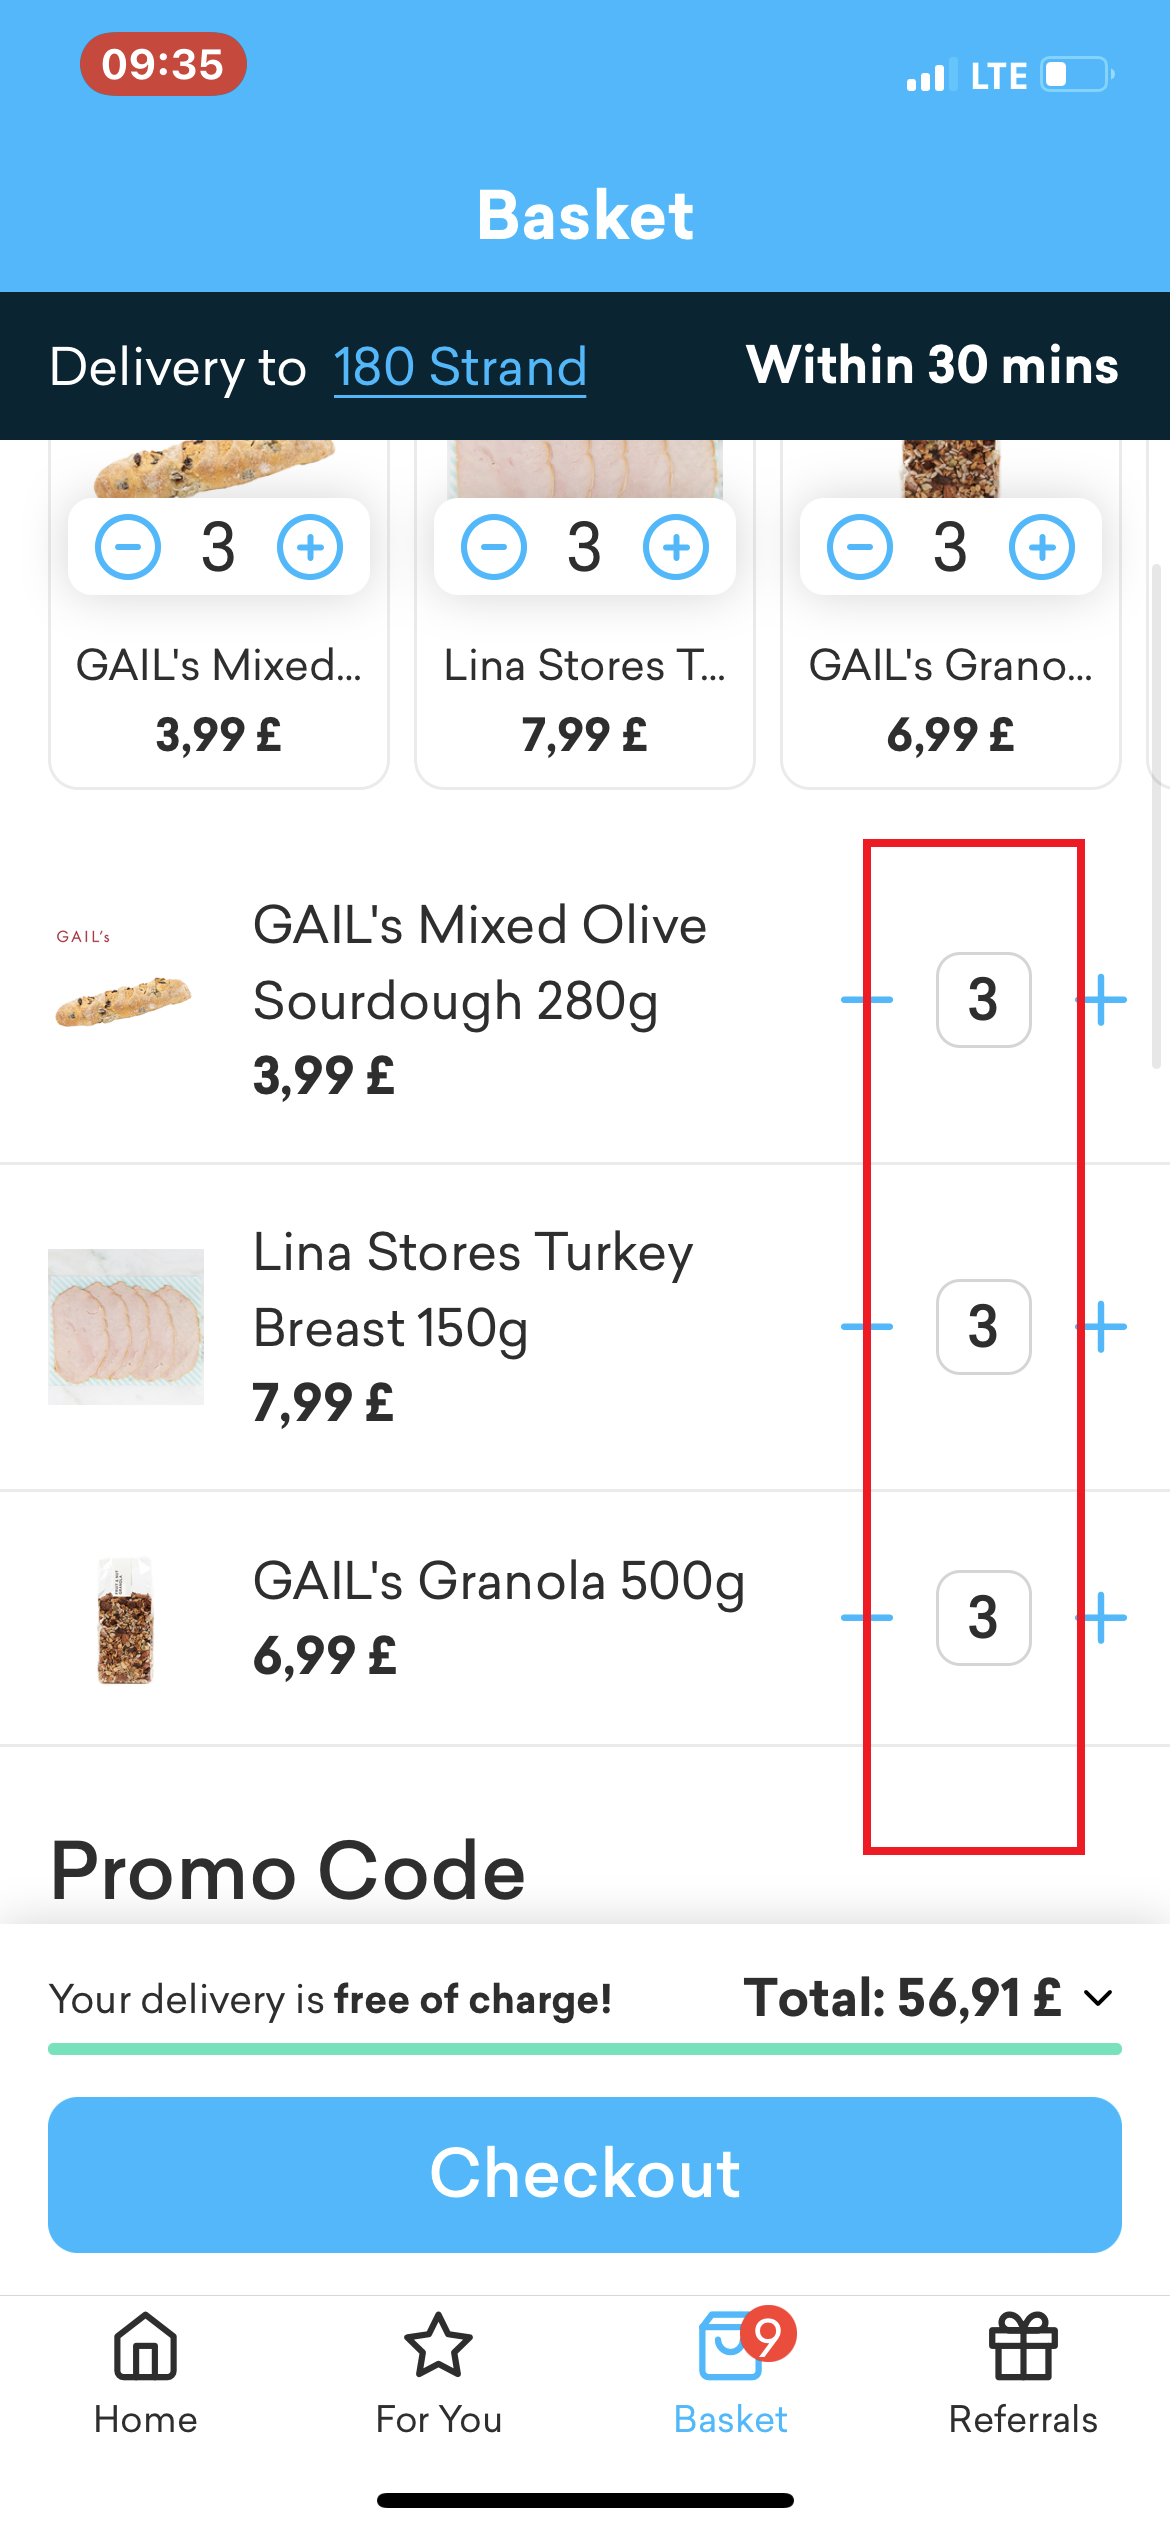 09:35
LTE
Basket
Delivery to 180 Strand Within 30 mins
3 3 3
GAIL's Mixed... Lina Stores T... GAIL's Grano...
3,99 £ 7,99 £ 6,99 £
GAIL's
GAIL's Mixed Olive
Sourdough 280g
3,99 £
3
Lina Stores Turkey
Breast 150g
7,99 £
3
GAIL's Granola 500g
6,99 £
3
Promo Code
Your delivery is free of charge! Total: 56,91 £
Checkout
9
Home For You Basket Referrals